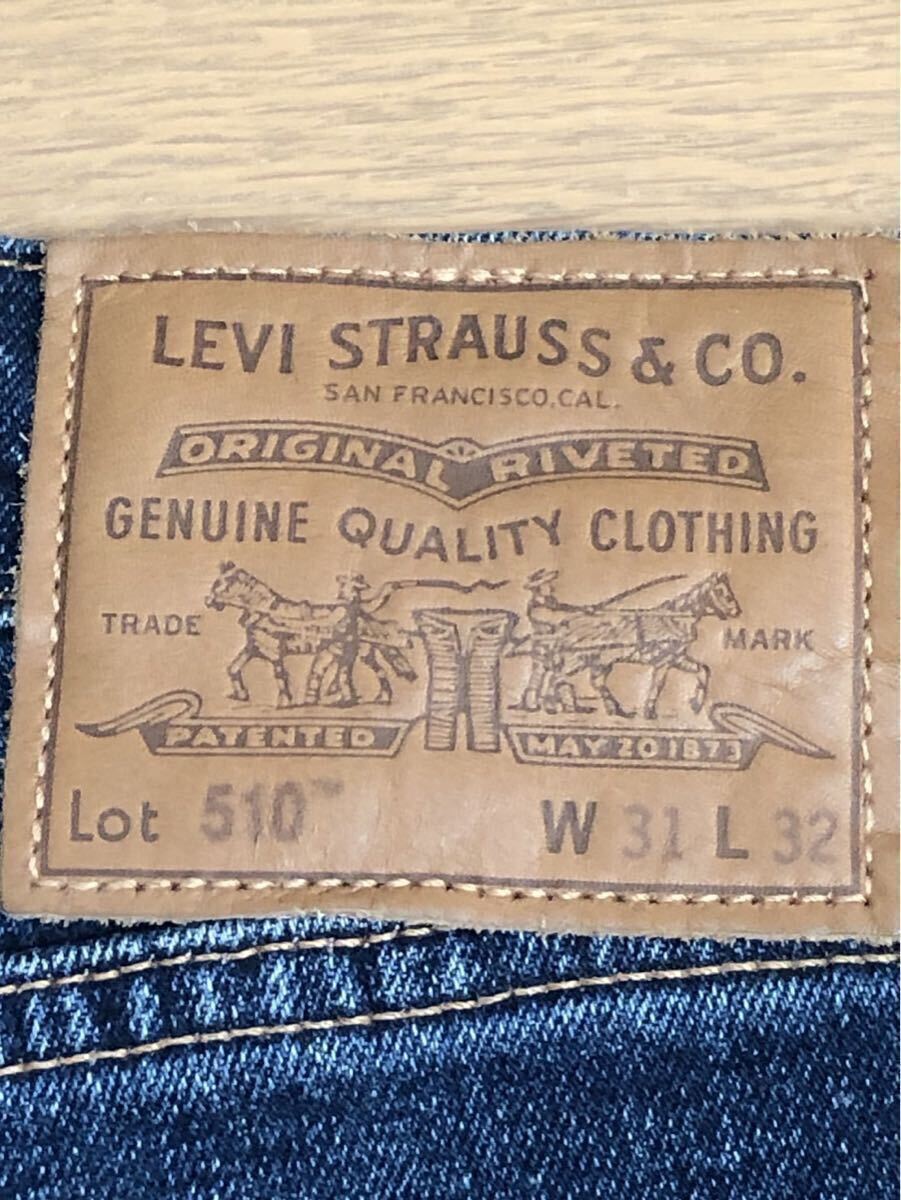 LEVI STRAUSS & CO.
SAN FRANCISCO, CAL.
ORIGINAL RIVETED
GENUINE QUALITY CLOTHING
TRADE MARK
PATENTED MAY 20 1873
Lot 510™ W 31 L 32